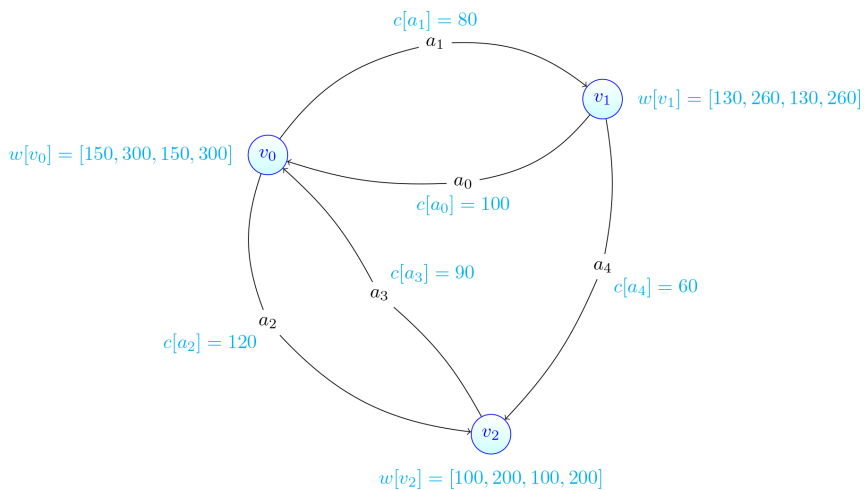 c[a₁] = 80
a₁
v₁
w[v₁] = [130, 260, 130, 260]
w[v₀] = [150, 300, 150, 300]
v₀
a₀
c[a₀] = 100
a₄
c[a₃] = 90
c[a₄] = 60
a₃
a₂
c[a₂] = 120
v₂
w[v₂] = [100, 200, 100, 200]